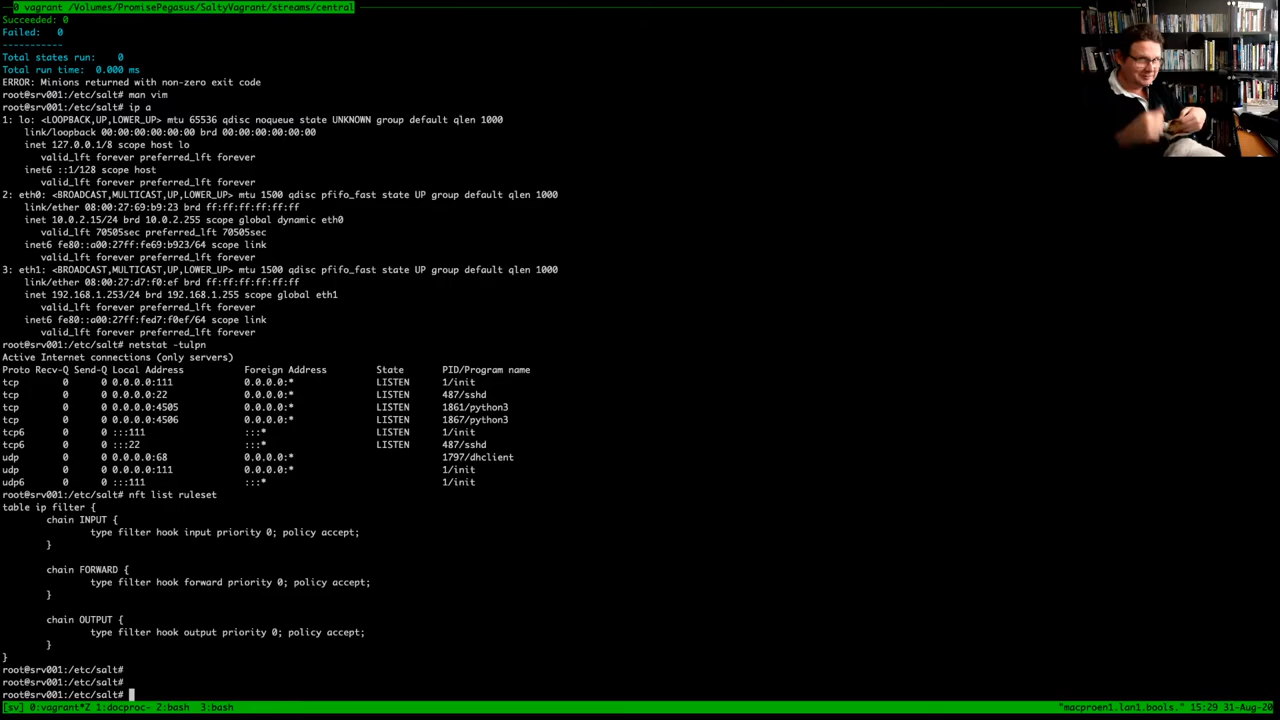 0 vagrant /Volumes/PromisePegasus/SaltyVagrant/streams/central
Succeeded: 0
Failed:   0
-----------
Total states run:    0
Total run time:  0.000 ms
ERROR: Minions returned with non-zero exit code
root@srv001:/etc/salt# man vim
root@srv001:/etc/salt# ip a
1: lo: <LOOPBACK,UP,LOWER_UP> mtu 65536 qdisc noqueue state UNKNOWN group default qlen 1000
link/loopback 00:00:00:00:00:00 brd 00:00:00:00:00:00
inet 127.0.0.1/8 scope host lo
valid_lft forever preferred_lft forever
inet6 ::1/128 scope host
valid_lft forever preferred_lft forever
2: eth0: <BROADCAST,MULTICAST,UP,LOWER_UP> mtu 1500 qdisc pfifo_fast state UP group default qlen 1000
link/ether 08:00:27:69:b9:23 brd ff:ff:ff:ff:ff:ff
inet 10.0.2.15/24 brd 10.0.2.255 scope global dynamic eth0
valid_lft 70505sec preferred_lft 70505sec
inet6 fe80::a00:27ff:fe69:b923/64 scope link
valid_lft forever preferred_lft forever
3: eth1: <BROADCAST,MULTICAST,UP,LOWER_UP> mtu 1500 qdisc pfifo_fast state UP group default qlen 1000
link/ether 08:00:27:d7:f0:ef brd ff:ff:ff:ff:ff:ff
inet 192.168.1.253/24 brd 192.168.1.255 scope global eth1
valid_lft forever preferred_lft forever
inet6 fe80::a00:27ff:fed7:f0ef/64 scope link
valid_lft forever preferred_lft forever
root@srv001:/etc/salt# netstat -tulpn
Active Internet connections (only servers)
Proto Recv-Q Send-Q Local Address           Foreign Address         State       PID/Program name
tcp        0      0 0.0.0.0:111             0.0.0.0:*               LISTEN      1/init
tcp        0      0 0.0.0.0:22              0.0.0.0:*               LISTEN      487/sshd
tcp        0      0 0.0.0.0:4505            0.0.0.0:*               LISTEN      1861/python3
tcp        0      0 0.0.0.0:4506            0.0.0.0:*               LISTEN      1867/python3
tcp6       0      0 :::111                  :::*                    LISTEN      1/init
tcp6       0      0 :::22                   :::*                    LISTEN      487/sshd
udp        0      0 0.0.0.0:68              0.0.0.0:*                           1797/dhclient
udp        0      0 0.0.0.0:111             0.0.0.0:*                           1/init
udp6       0      0 :::111                  :::*                                1/init
root@srv001:/etc/salt# nft list ruleset
table ip filter {
chain INPUT {
type filter hook input priority 0; policy accept;
}
chain FORWARD {
type filter hook forward priority 0; policy accept;
}
chain OUTPUT {
type filter hook output priority 0; policy accept;
}
}
root@srv001:/etc/salt#
root@srv001:/etc/salt#
root@srv001:/etc/salt#
[sv] 0:vagrant*Z 1:docproc- 2:bash  3:bash "macproen1.lan1.bools." 15:29 31-Aug-20